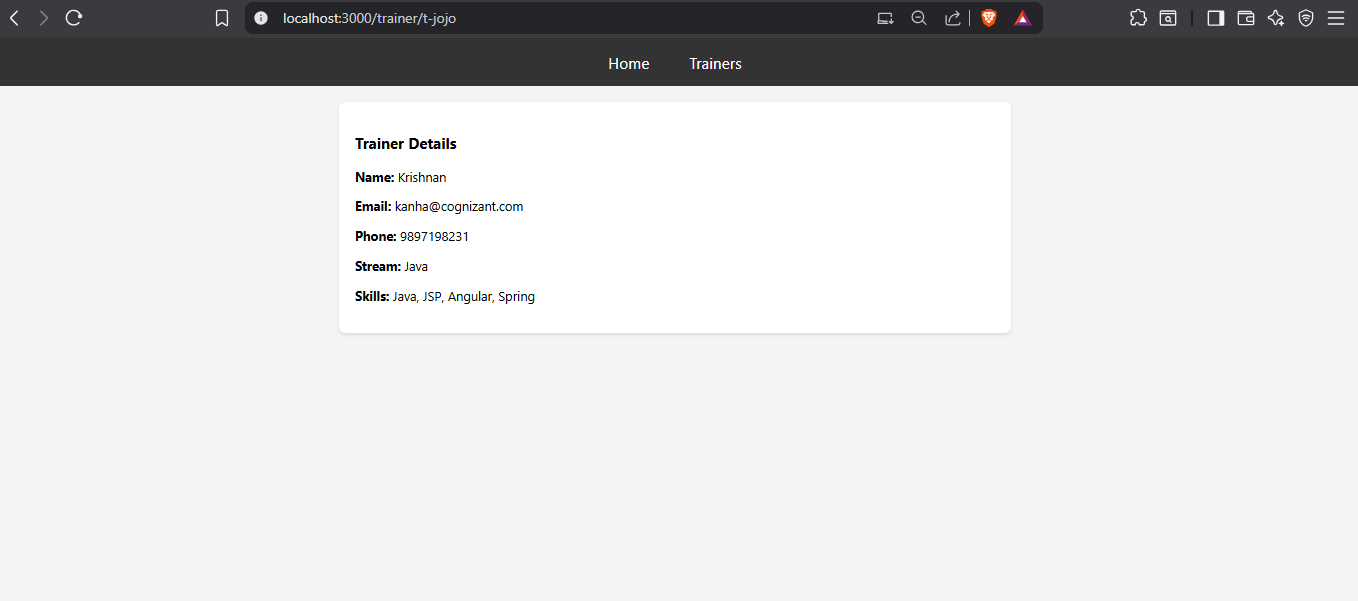 localhost:3000/trainer/t-jojo
Home Trainers
Trainer Details
Name: Krishnan
Email: kanha@cognizant.com
Phone: 9897198231
Stream: Java
Skills: Java, JSP, Angular, Spring